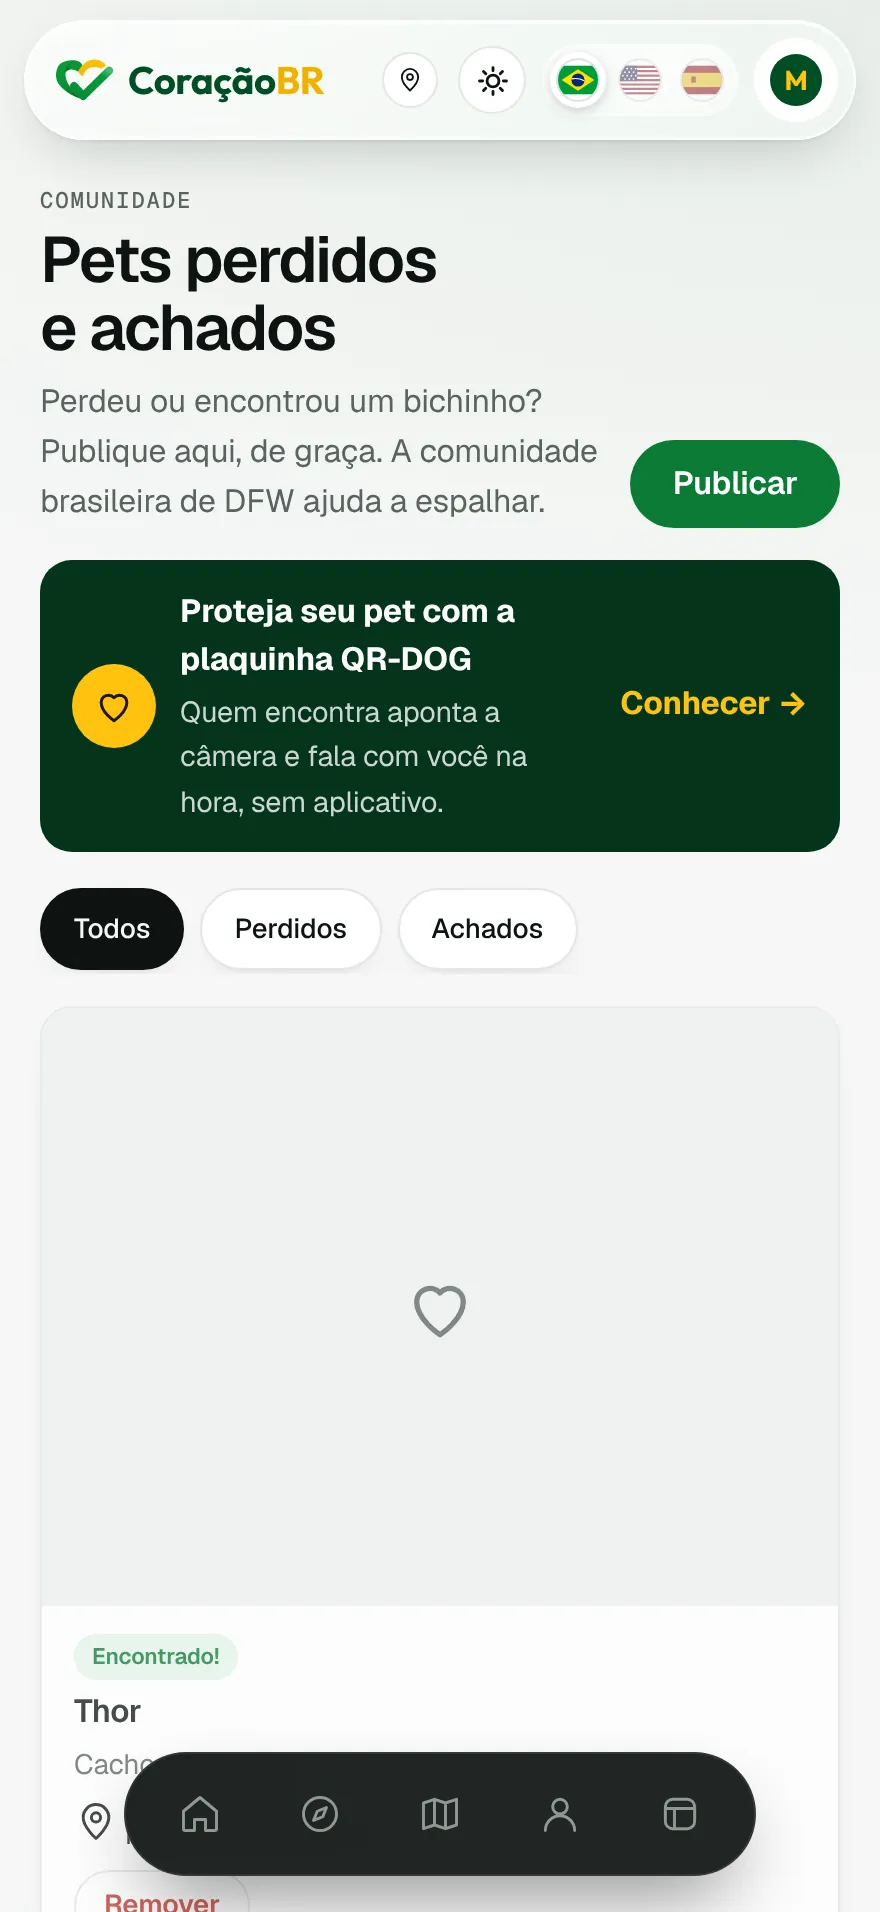 CoraçãoBR
M
COMUNIDADE
Pets perdidos
e achados
Perdeu ou encontrou um bichinho?
Publique aqui, de graça. A comunidade
brasileira de DFW ajuda a espalhar.
Publicar
Proteja seu pet com a
plaquinha QR-DOG
Quem encontra aponta a
câmera e fala com você na
hora, sem aplicativo.
Conhecer →
Todos
Perdidos
Achados
Encontrado!
Thor
Remover